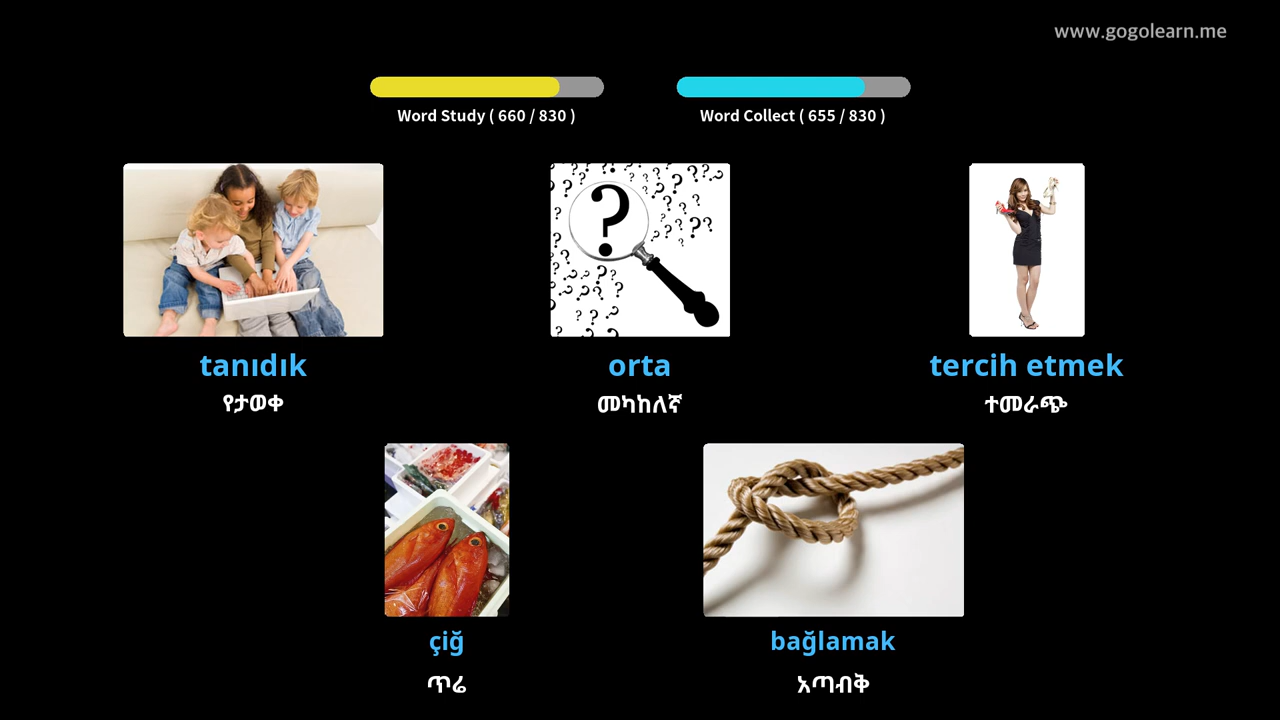 www.gogolearn.me
Word Study ( 660 / 830 )
Word Collect ( 655 / 830 )
tanıdık
የታወቀ
orta
መካከለኛ
tercih etmek
ተመራጭ
çiğ
ጥሬ
bağlamak
አጣብቅ